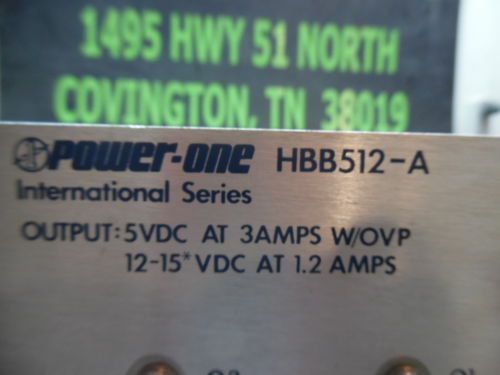 1495 HWY 51 NORTH
COVINGTON, TN 38019
POWER-ONE HBB512-A
International Series
OUTPUT: 5VDC AT 3AMPS W/OVP
12-15* VDC AT 1.2 AMPS